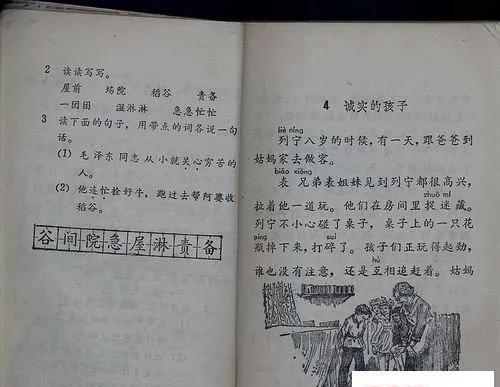 2 读读写写。
屋前 场院 稻谷 责备
一团团 湿淋淋 急急忙忙
3 读下面的句子，用带点的词各说一句
话。
(1) 毛泽东同志从小就关心穷苦的
人。
(2) 他连忙拴好牛，跑过去帮阿婆收
稻谷。
谷间院急屋淋责备
4 诚实的孩子
liè níng
列宁八岁的时候，有一天，跟爸爸到
姑妈家去做客。
biǎo xiōng
表兄弟表姐妹见到列宁都很高兴，
zhuō mí
拉着他一道玩。他们在房间里捉迷藏。
列宁不小心碰了桌子，桌子上的一只花
píng suì
瓶掉下来，打碎了。孩子们正玩得起劲，
hù
谁也没有注意，还是互相追赶着。姑妈